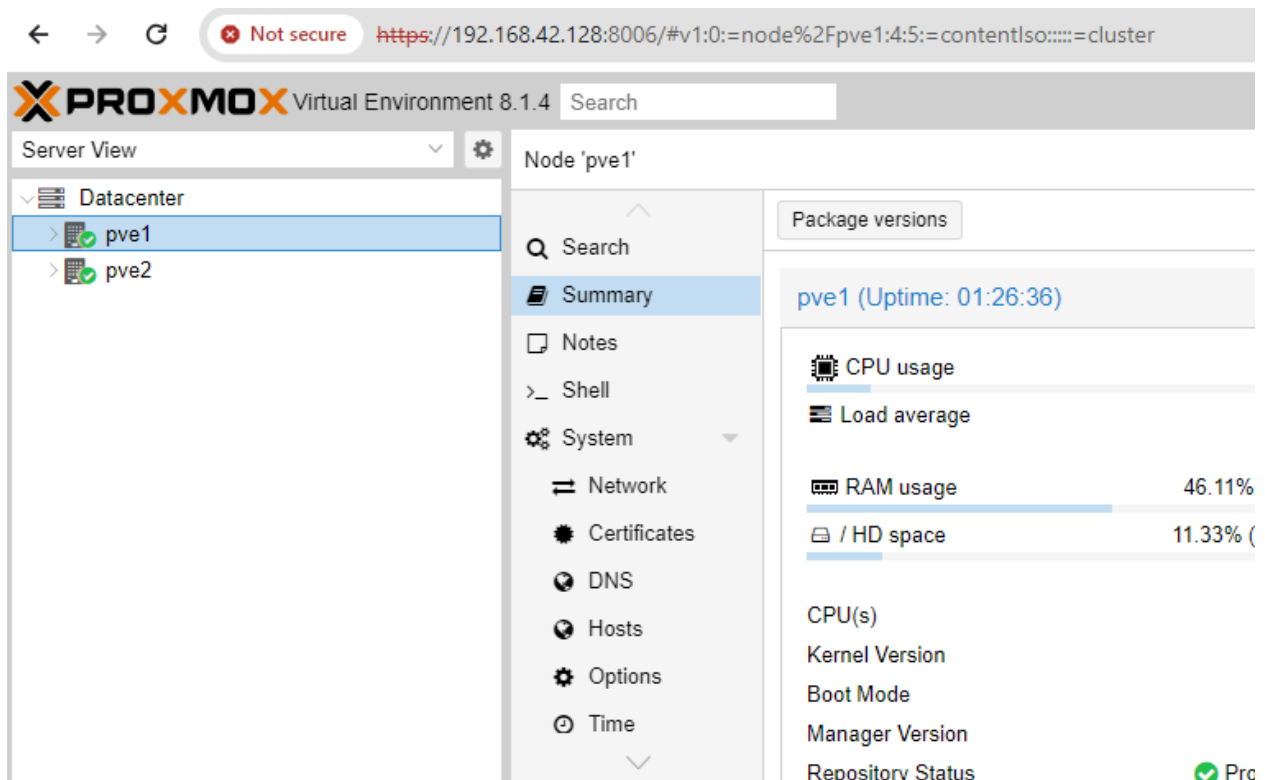 Not secure https://192.168.42.128:8006/#v1:0:=node%2Fpve1:4:5:=contentIso:::::=cluster
PROXMOX Virtual Environment 8.1.4 Search
Server View
Datacenter
pve1
pve2
Node 'pve1'
Search
Summary
Notes
>_ Shell
System
Network
Certificates
DNS
Hosts
Options
Time
Package versions
pve1 (Uptime: 01:26:36)
CPU usage
Load average
RAM usage 46.11%
/ HD space 11.33% (
CPU(s)
Kernel Version
Boot Mode
Manager Version
Repository Status Pro